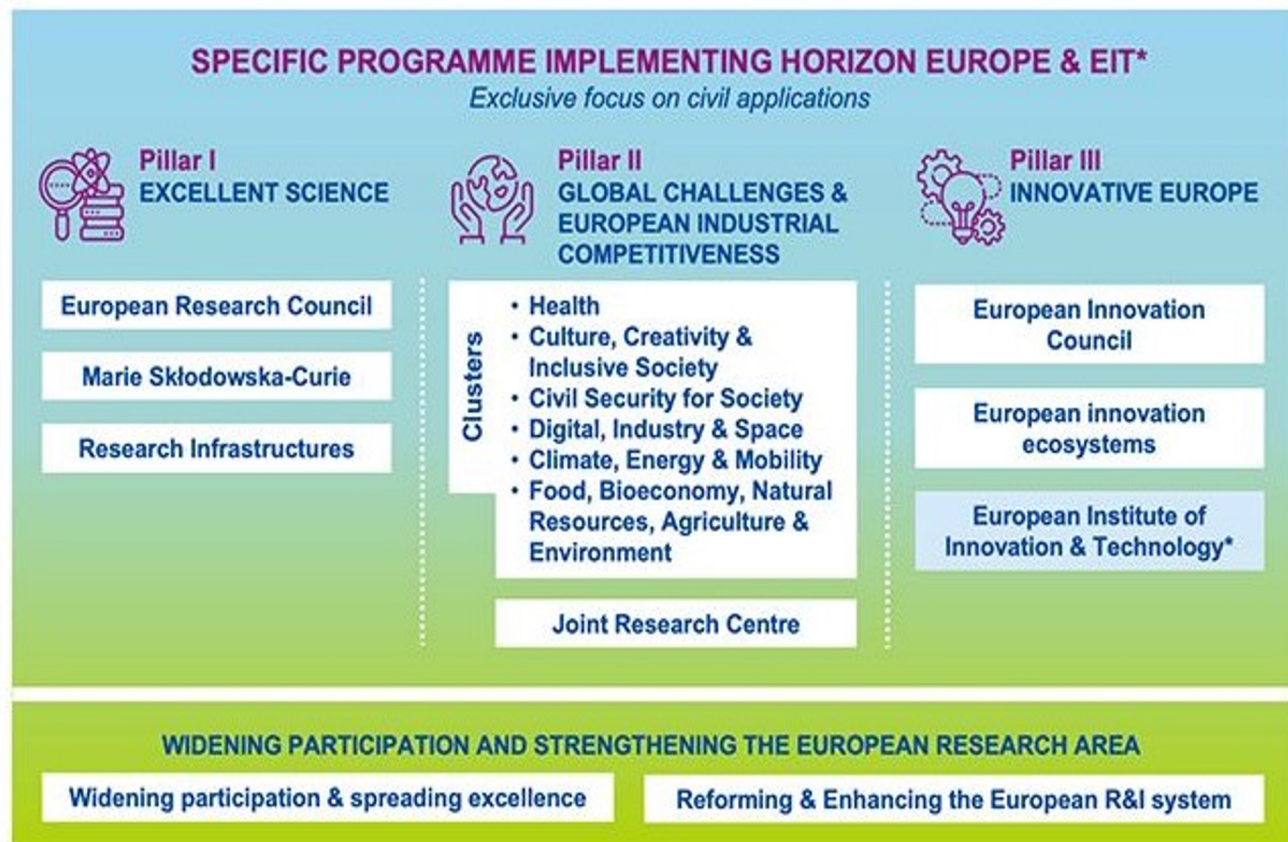 SPECIFIC PROGRAMME IMPLEMENTING HORIZON EUROPE & EIT*
Exclusive focus on civil applications
Pillar I
EXCELLENT SCIENCE
European Research Council
Marie Skłodowska-Curie
Research Infrastructures
Pillar II
GLOBAL CHALLENGES &
EUROPEAN INDUSTRIAL
COMPETITIVENESS
Clusters
• Health
• Culture, Creativity &
Inclusive Society
• Civil Security for Society
• Digital, Industry & Space
• Climate, Energy & Mobility
• Food, Bioeconomy, Natural
Resources, Agriculture &
Environment
Joint Research Centre
Pillar III
INNOVATIVE EUROPE
European Innovation
Council
European innovation
ecosystems
European Institute of
Innovation & Technology*
WIDENING PARTICIPATION AND STRENGTHENING THE EUROPEAN RESEARCH AREA
Widening participation & spreading excellence
Reforming & Enhancing the European R&I system